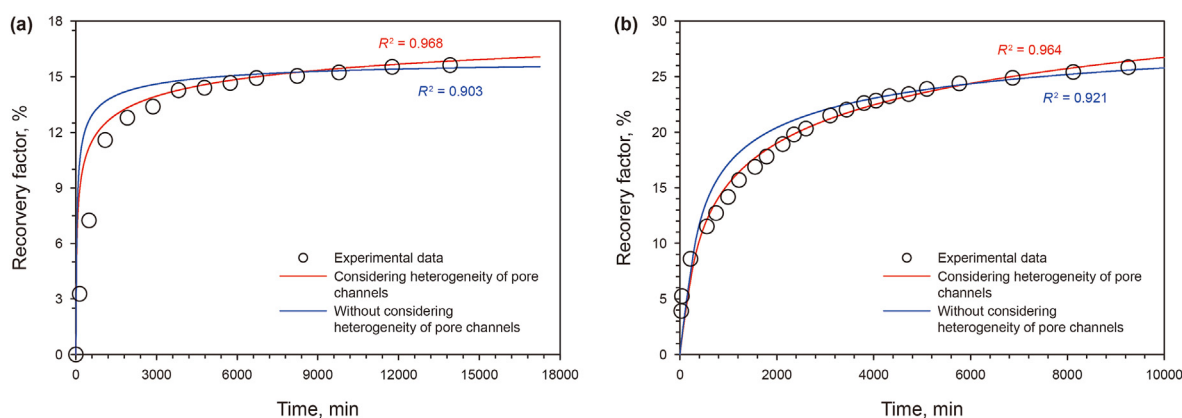 (a)
18
15
12
9
6
3
0
Recorvery factor, %
R² = 0.968
R² = 0.903
Experimental data
Considering heterogeneity of pore
channels
Without considering
heterogeneity of pore channels
0
3000
6000
9000
12000
15000
18000
Time, min
(b)
30
25
20
15
10
5
0
Recorery factor, %
R² = 0.964
R² = 0.921
Experimental data
Considering heterogeneity of pore
channels
Without considering
heterogeneity of pore channels
0
2000
4000
6000
8000
10000
Time, min